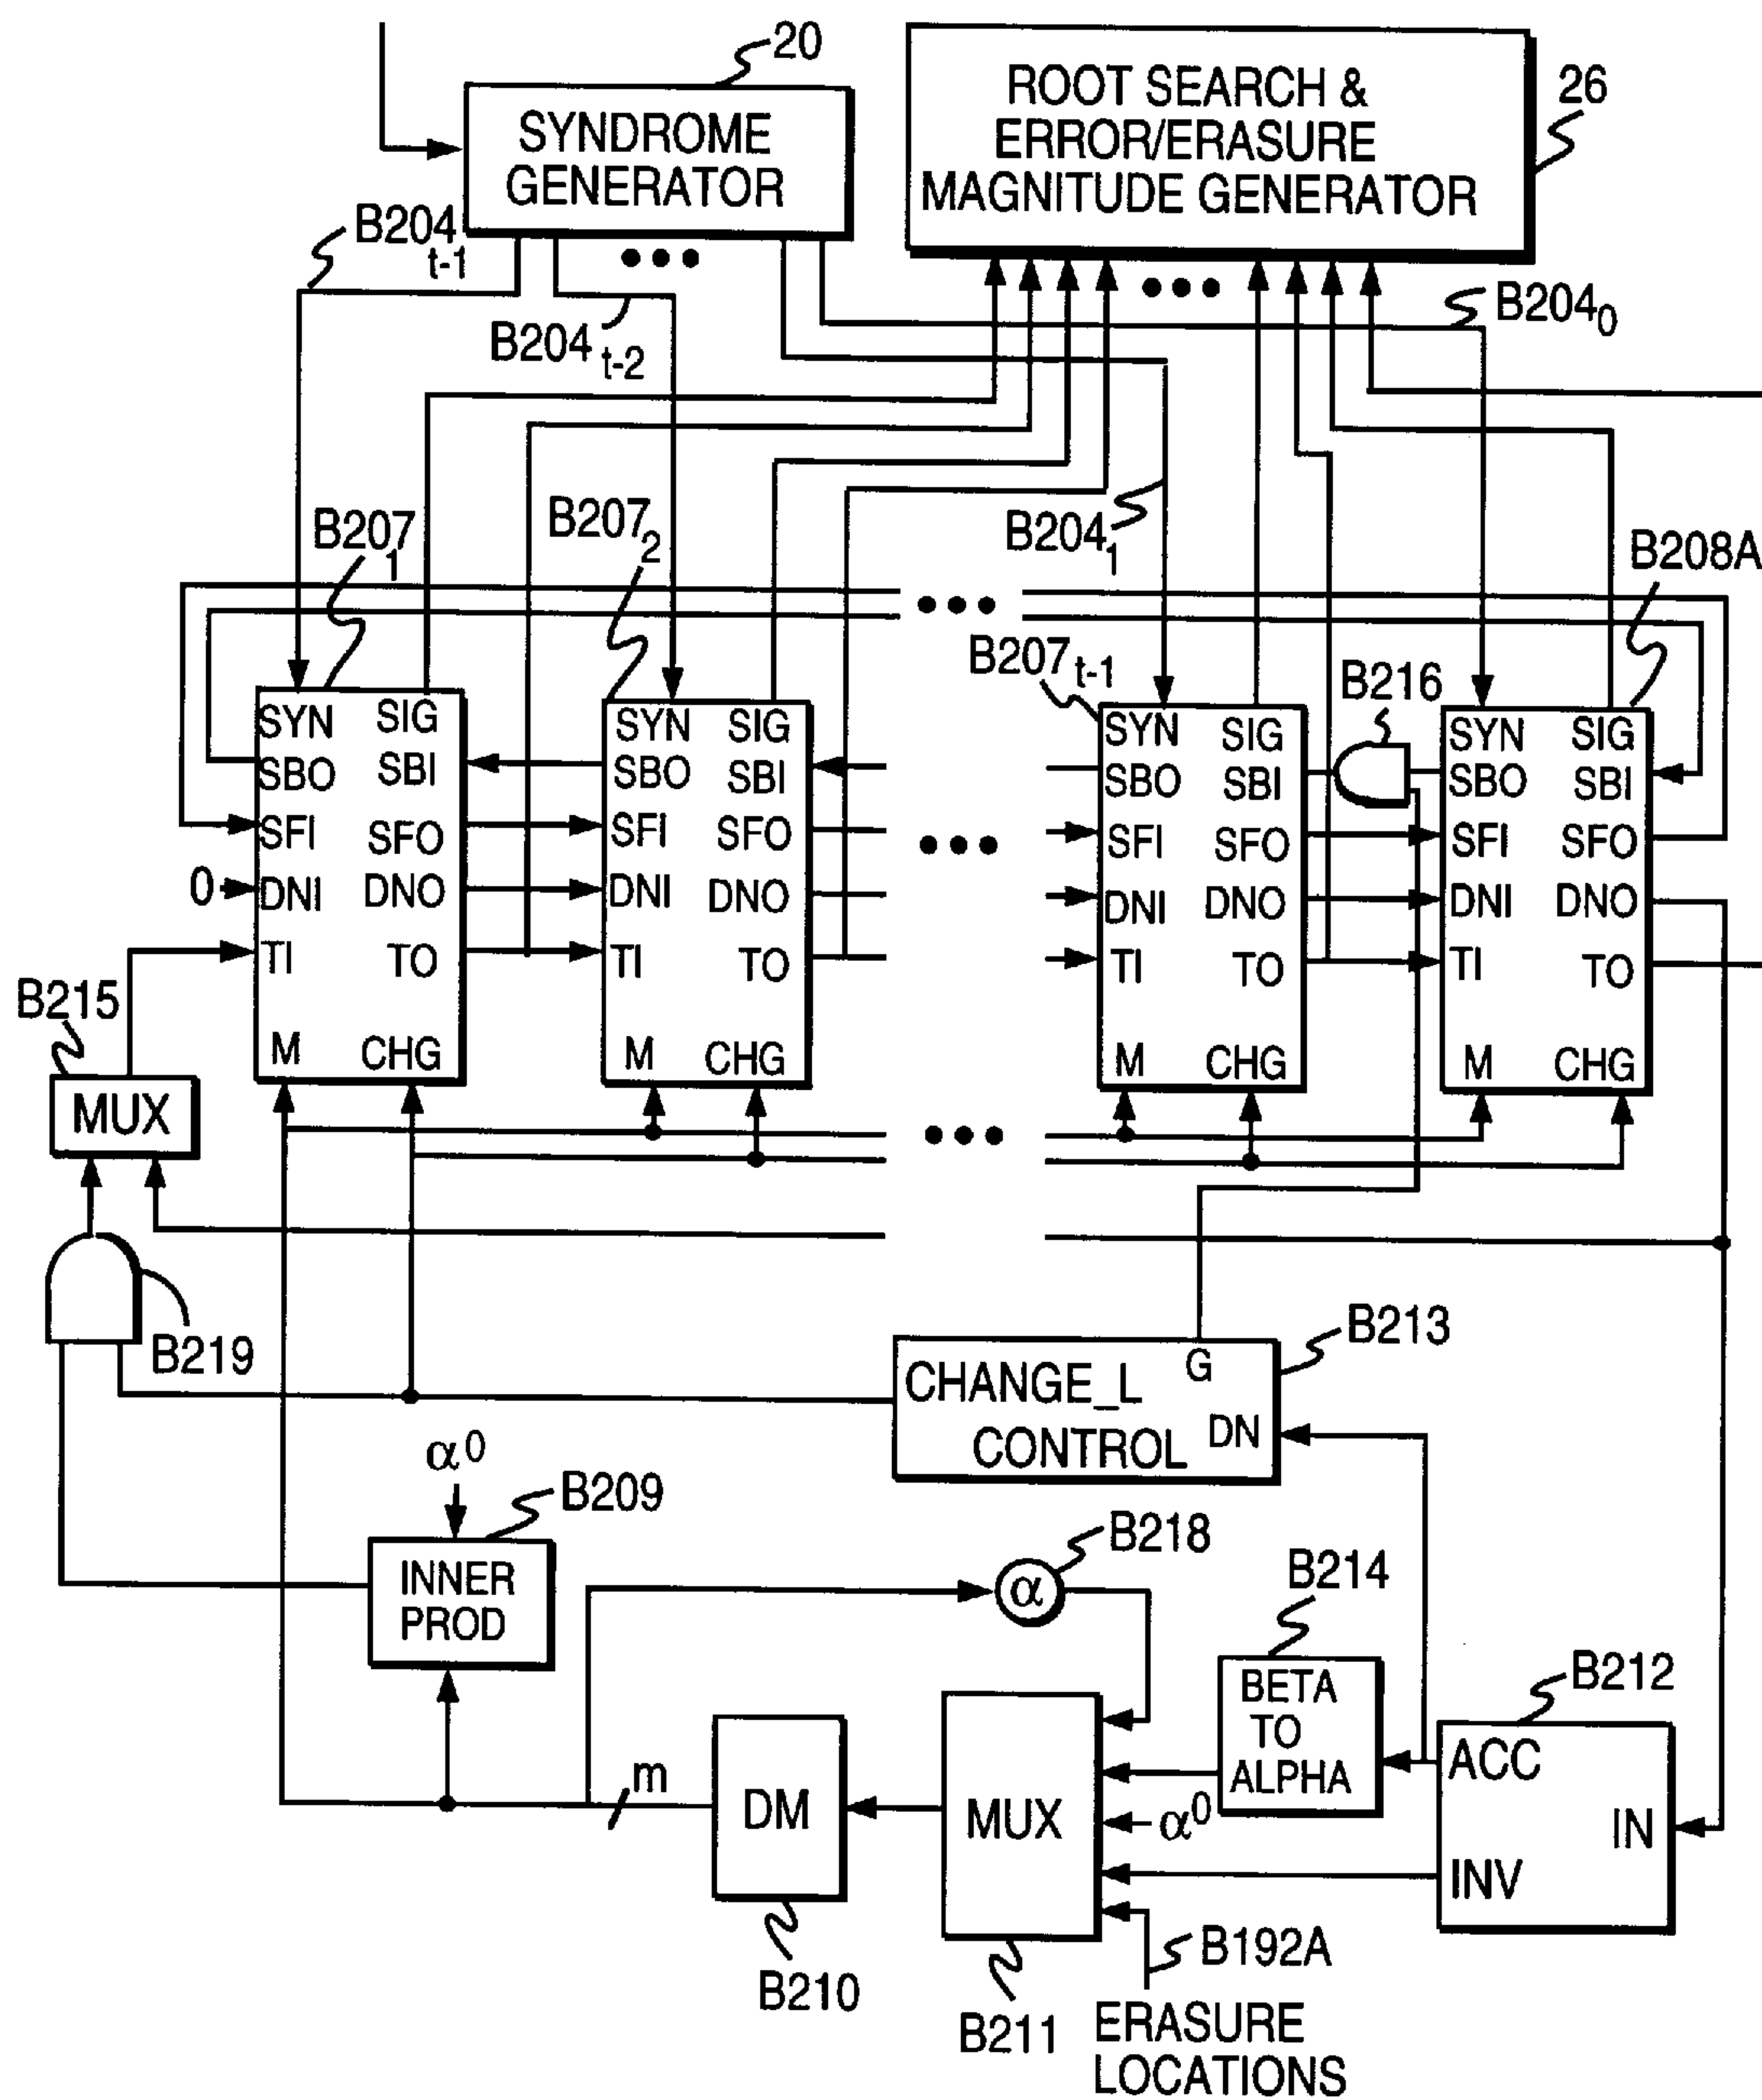 20
SYNDROME
GENERATOR
ROOT SEARCH &
ERROR/ERASURE
MAGNITUDE GENERATOR
26
B204 t-1
B204 t-2
B204 0
B204 1
B207 1
B207 2
B207 t-1
B216
B208A
SYN SIG
SBO SBI
SFI SFO
0 DNI DNO
TI TO
M CHG
SYN SIG
SBO SBI
SFI SFO
DNI DNO
TI TO
M CHG
SYN SIG
SBO SBI
SFI SFO
DNI DNO
TI TO
M CHG
SYN SIG
SBO SBI
SFI SFO
DNI DNO
TI TO
M CHG
B215
MUX
B219
B213
G
CHANGE_L
CONTROL
DN
α0
B209
INNER
PROD
B218
α
B214
BETA
TO
ALPHA
B212
ACC
IN
INV
m
DM
MUX
α0
B210
B211
B192A
ERASURE
LOCATIONS